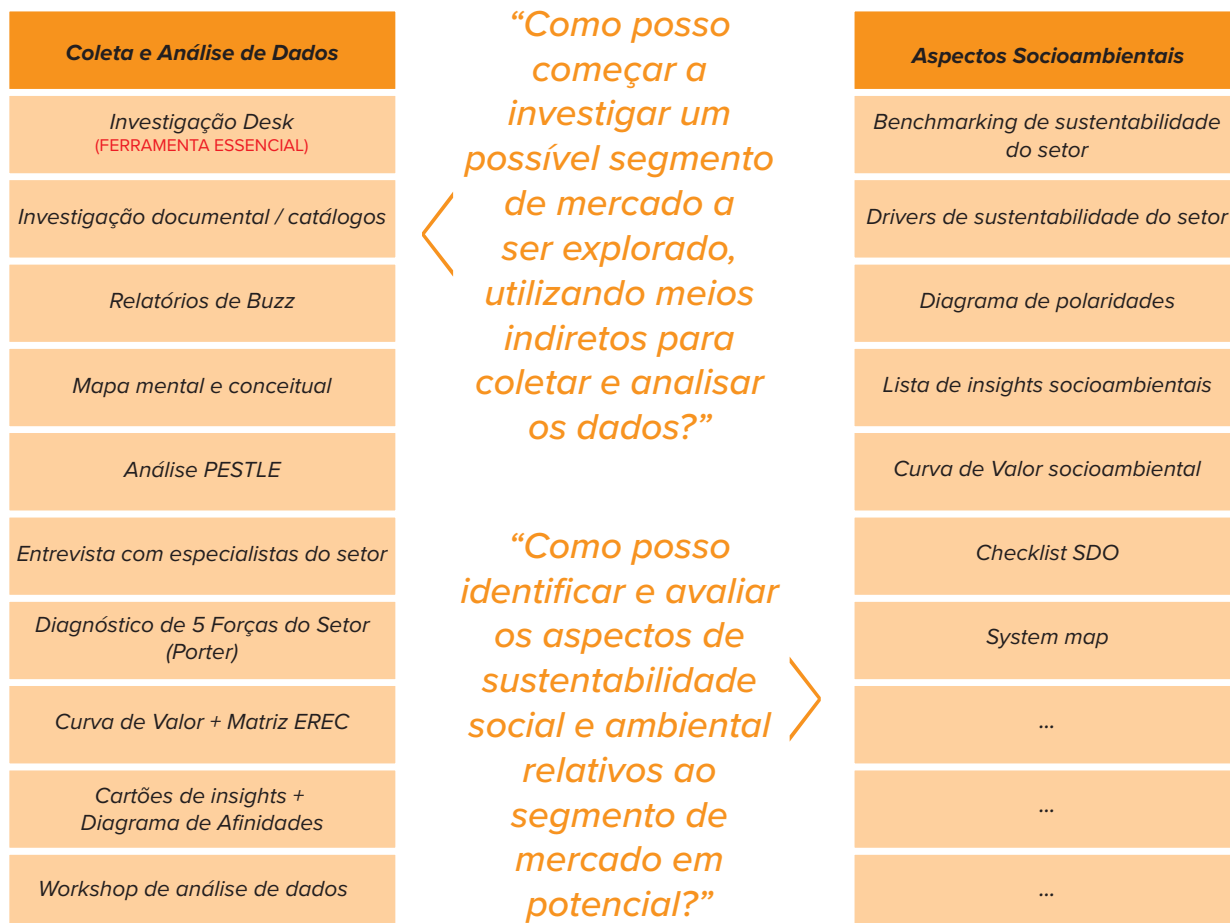 Coleta e Análise de Dados
Investigação Desk
(FERRAMENTA ESSENCIAL)
Investigação documental / catálogos
Relatórios de Buzz
Mapa mental e conceitual
Análise PESTLE
Entrevista com especialistas do setor
Diagnóstico de 5 Forças do Setor
(Porter)
Curva de Valor + Matriz EREC
Cartões de insights +
Diagrama de Afinidades
Workshop de análise de dados
“Como posso
começar a
investigar um
possível segmento
de mercado a
ser explorado,
utilizando meios
indiretos para
coletar e analisar
os dados?”
“Como posso
identificar e avaliar
os aspectos de
sustentabilidade
social e ambiental
relativos ao
segmento de
mercado em
potencial?”
Aspectos Socioambientais
Benchmarking de sustentabilidade
do setor
Drivers de sustentabilidade do setor
Diagrama de polaridades
Lista de insights socioambientais
Curva de Valor socioambiental
Checklist SDO
System map
...
...
...